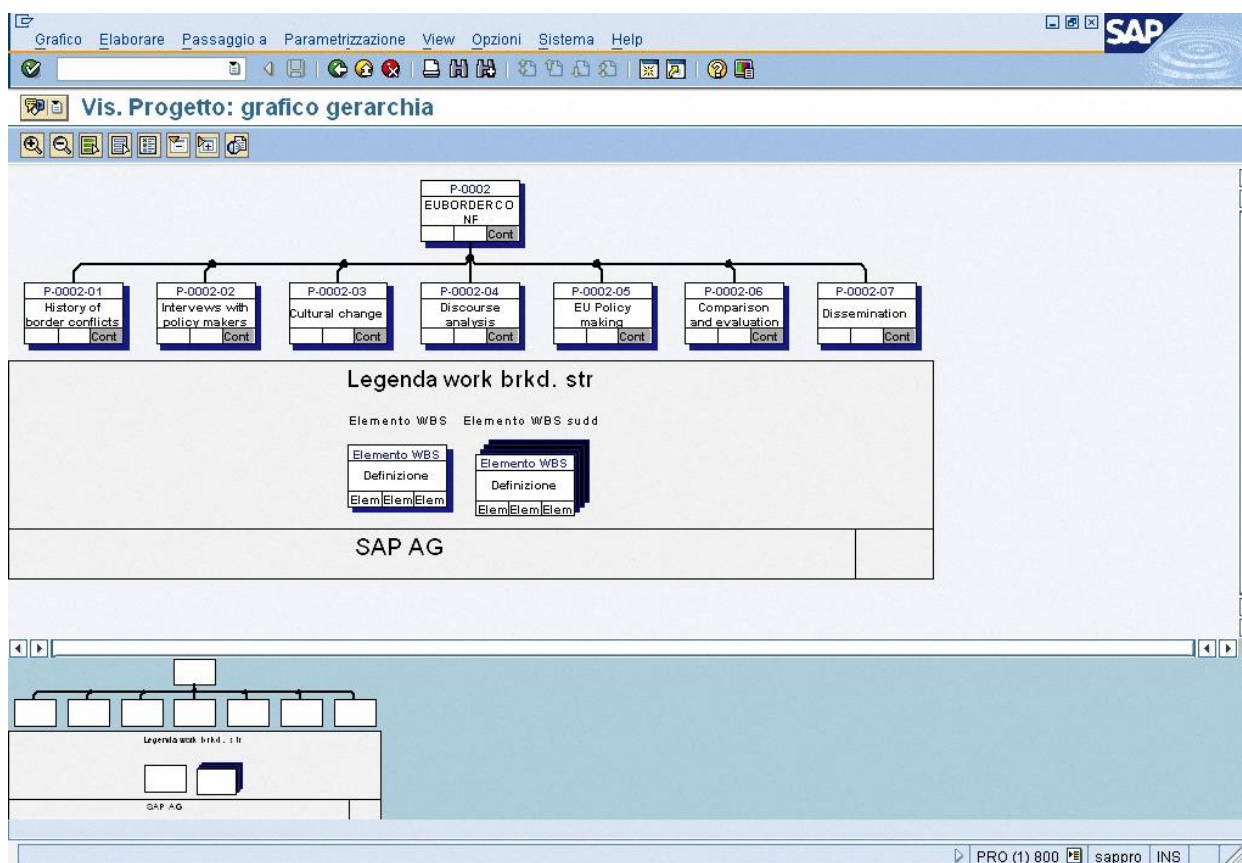 SAP
Grafico Elaborare Passaggio a Parametrizzazione View Opzioni Sistema Help
Vis. Progetto: grafico gerarchia
P-0002
EUBORDERCO
NF
Cont
P-0002-01
History of
border conflicts
Cont
P-0002-02
Intervews with
policy makers
Cont
P-0002-03
Cultural change
Cont
P-0002-04
Discourse
analysis
Cont
P-0002-05
EU Policy
making
Cont
P-0002-06
Comparison
and evaluation
Cont
P-0002-07
Dissemination
Cont
Legenda work brkd. str
Elemento WBS Elemento WBS sudd
Elemento WBS
Definizione
Elem Elem Elem
Elemento WBS
Definizione
Elem Elem Elem
SAP AG
Legenda work brkd. str
SAP AG
PRO (1) 800 sappro INS